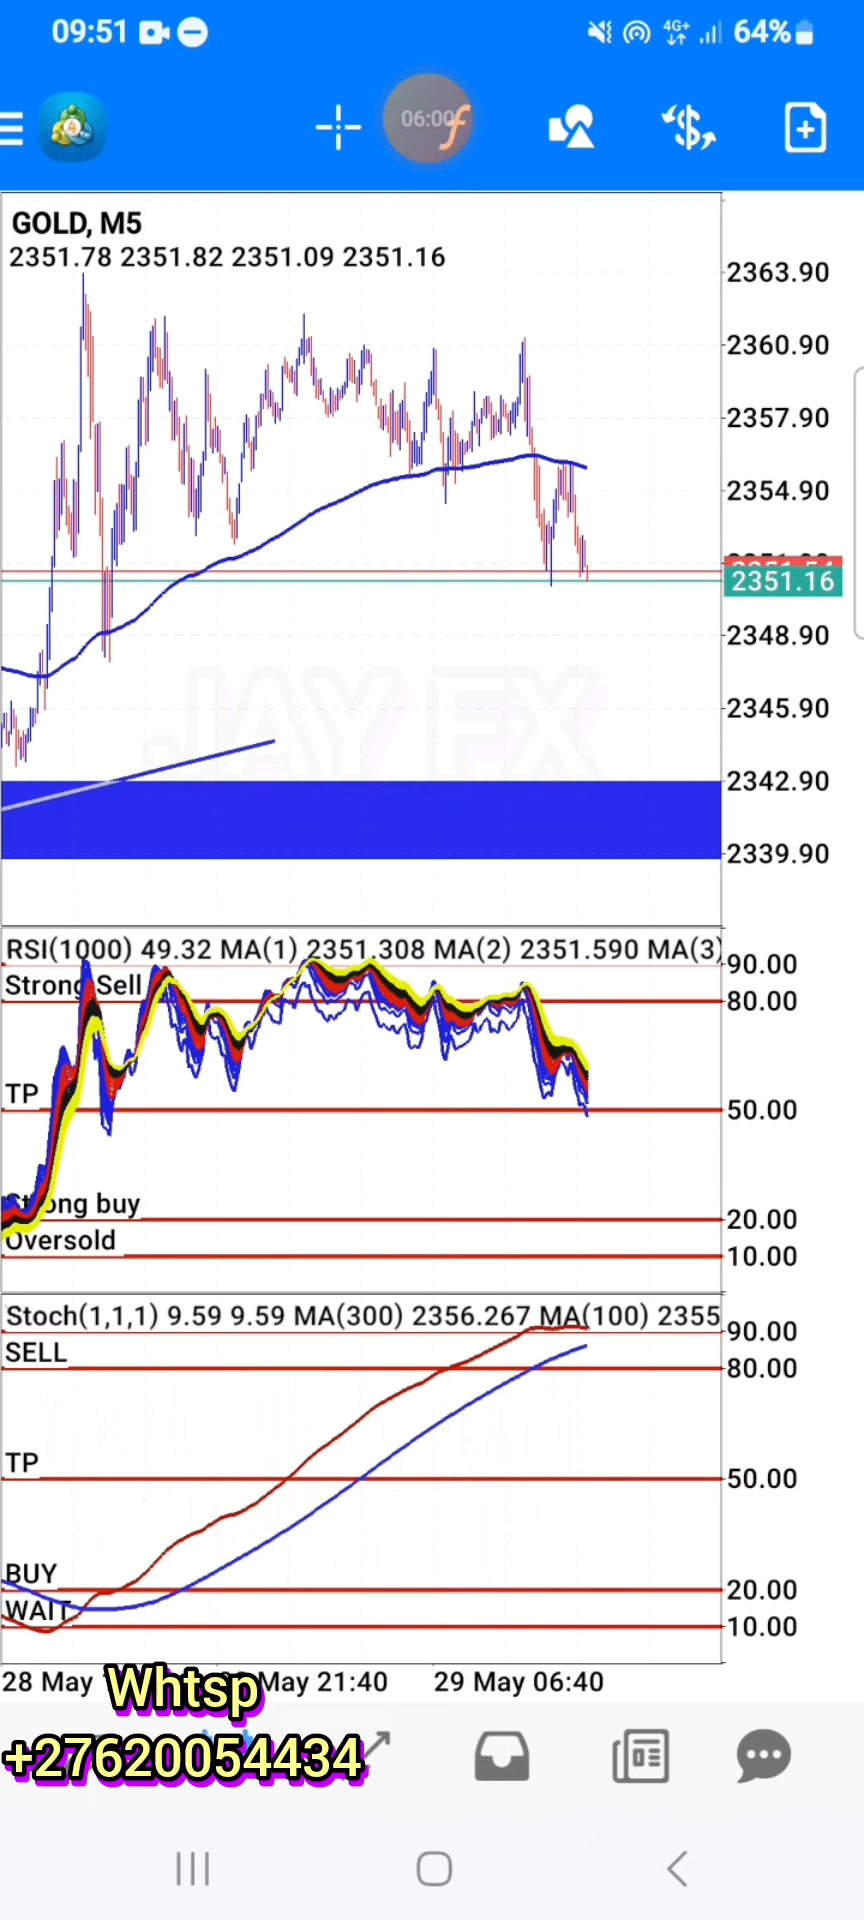 09:51
4G+
64%
06:00
GOLD, M5
2351.78 2351.82 2351.09 2351.16
2363.90
2360.90
2357.90
2354.90
2351.16
2348.90
2345.90
JAY FX
2342.90
2339.90
RSI(1000) 49.32 MA(1) 2351.308 MA(2) 2351.590 MA(3)
90.00
Strong Sell
80.00
TP
50.00
Strong buy
20.00
Oversold
10.00
Stoch(1,1,1) 9.59 9.59 MA(300) 2356.267 MA(100) 2355
90.00
SELL
80.00
TP
50.00
BUY
20.00
WAIT
10.00
28 May
May 21:40
29 May 06:40
Whtsp
+27620054434